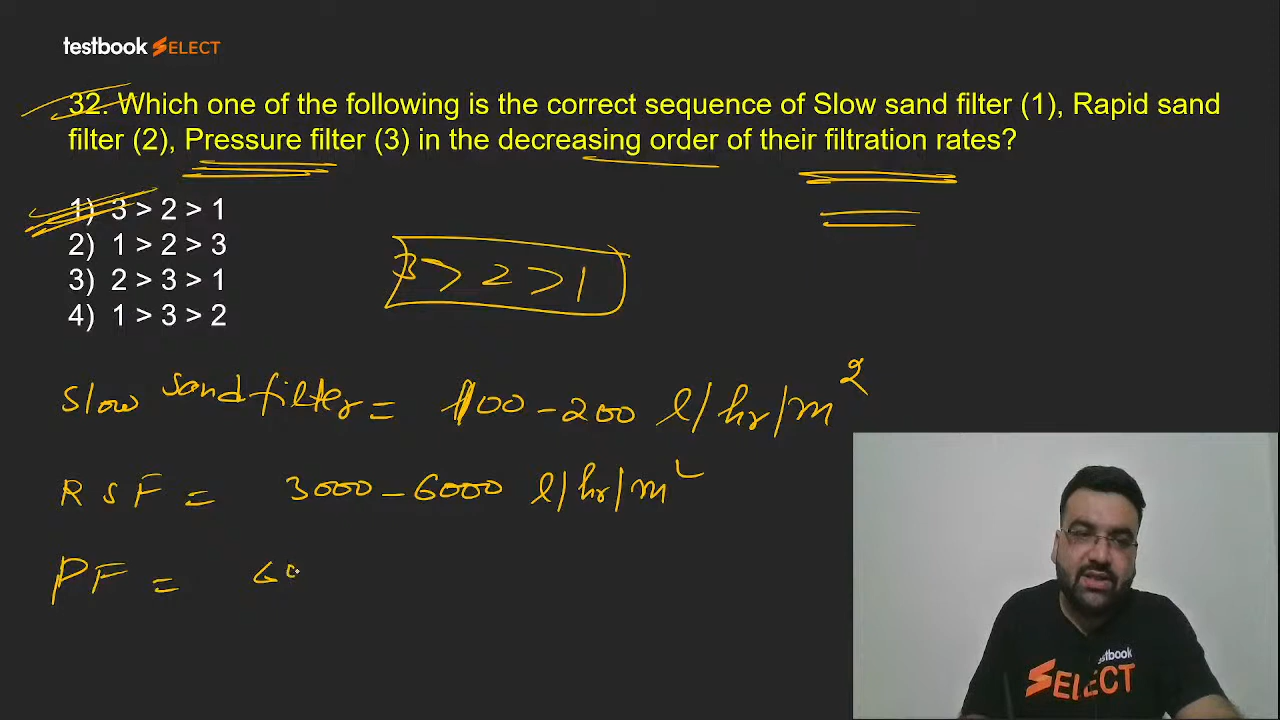 testbook SELECT
32. Which one of the following is the correct sequence of Slow sand filter (1), Rapid sand
filter (2), Pressure filter (3) in the decreasing order of their filtration rates?
1) 3 > 2 > 1
2) 1 > 2 > 3
3) 2 > 3 > 1
4) 1 > 3 > 2
3 > 2 > 1
Slow sand filter = 100 - 200 l/hr/m²
RSF = 3000 - 6000 l/hr/m²
PF = 60
testbook
SELECT